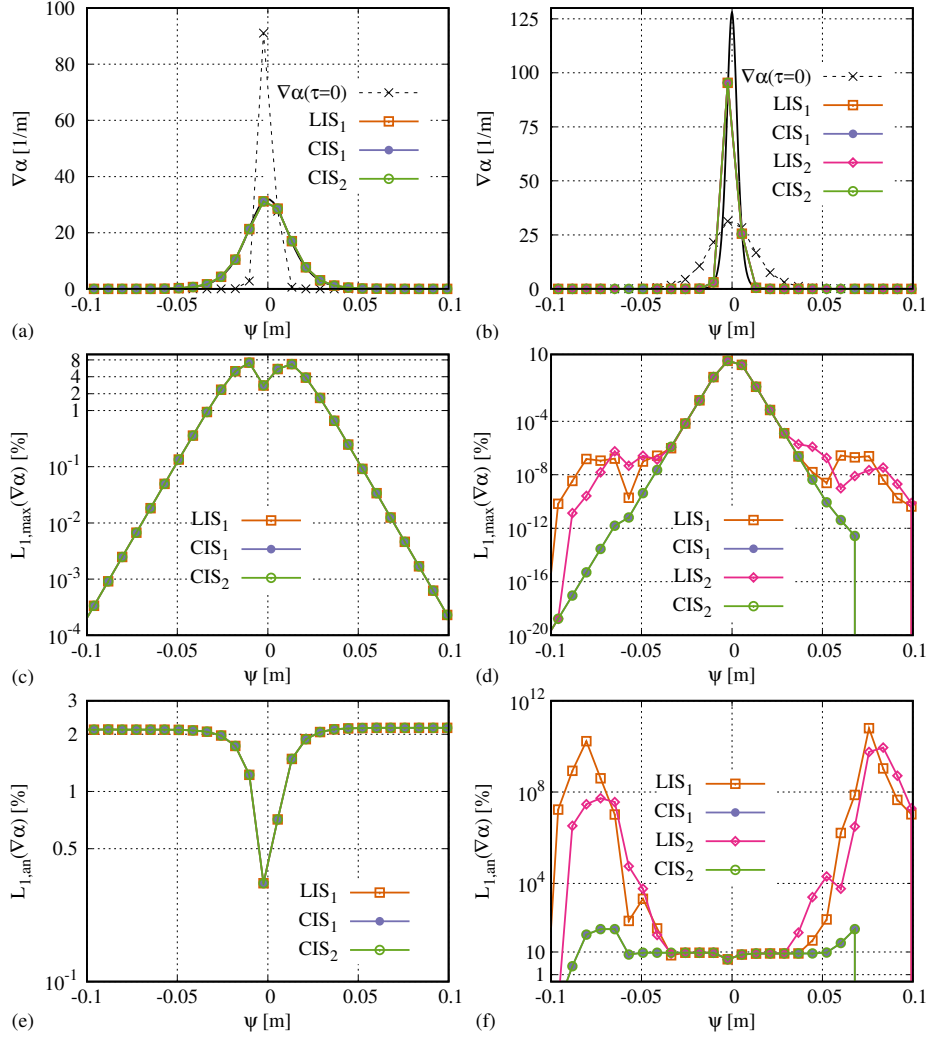 100
80
60
40
20
0
∇α [1/m]
∇α(τ=0)
LIS1
CIS1
CIS2
-0.1 -0.05 0 0.05 0.1
(a) ψ [m]
125
100
75
50
25
0
∇α [1/m]
∇α(τ=0)
LIS1
CIS1
LIS2
CIS2
-0.1 -0.05 0 0.05 0.1
(b) ψ [m]
8
4
2
1
10^-1
10^-2
10^-3
10^-4
L1,max(∇α) [%]
LIS1
CIS1
CIS2
-0.1 -0.05 0 0.05 0.1
(c) ψ [m]
10
10^-4
10^-8
10^-12
10^-16
10^-20
L1,max(∇α) [%]
LIS1
CIS1
LIS2
CIS2
-0.1 -0.05 0 0.05 0.1
(d) ψ [m]
3
2
1
0.5
10^-1
L1,an(∇α) [%]
LIS1
CIS1
CIS2
-0.1 -0.05 0 0.05 0.1
(e) ψ [m]
10^12
10^8
10^4
10
1
L1,an(∇α) [%]
LIS1
CIS1
LIS2
CIS2
-0.1 -0.05 0 0.05 0.1
(f) ψ [m]